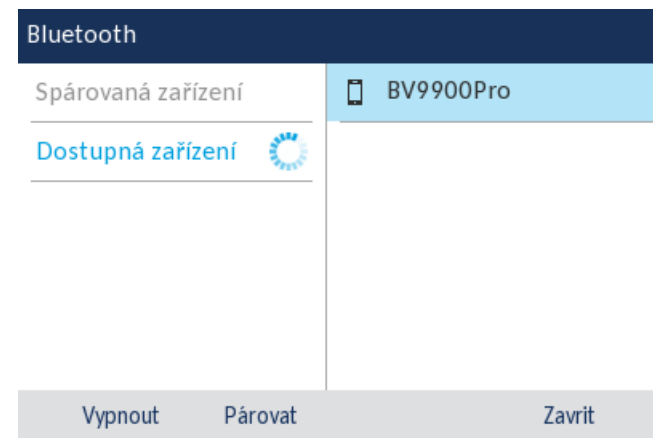 Bluetooth
Spárovaná zařízení
Dostupná zařízení
BV9900Pro
Vypnout Párovat Zavrit